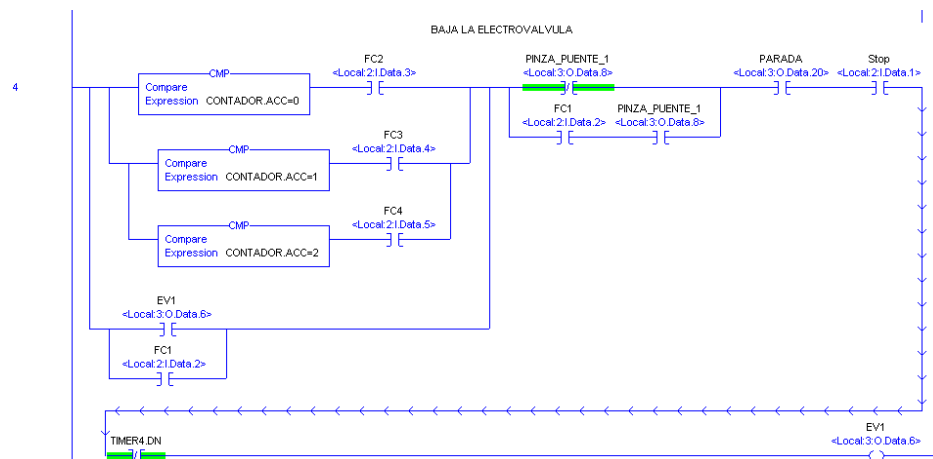 BAJA LA ELECTROVALVULA
4
CMP
Compare
Expression CONTADOR.ACC=0
FC2
<Local:2:I.Data.3>
PINZA_PUENTE_1
<Local:3:O.Data.8>
PARADA
<Local:3:O.Data.20>
Stop
<Local:2:I.Data.1>
FC1
<Local:2:I.Data.2>
PINZA_PUENTE_1
<Local:3:O.Data.8>
CMP
Compare
Expression CONTADOR.ACC=1
FC3
<Local:2:I.Data.4>
CMP
Compare
Expression CONTADOR.ACC=2
FC4
<Local:2:I.Data.5>
EV1
<Local:3:O.Data.6>
FC1
<Local:2:I.Data.2>
TIMER4.DN
EV1
<Local:3:O.Data.6>